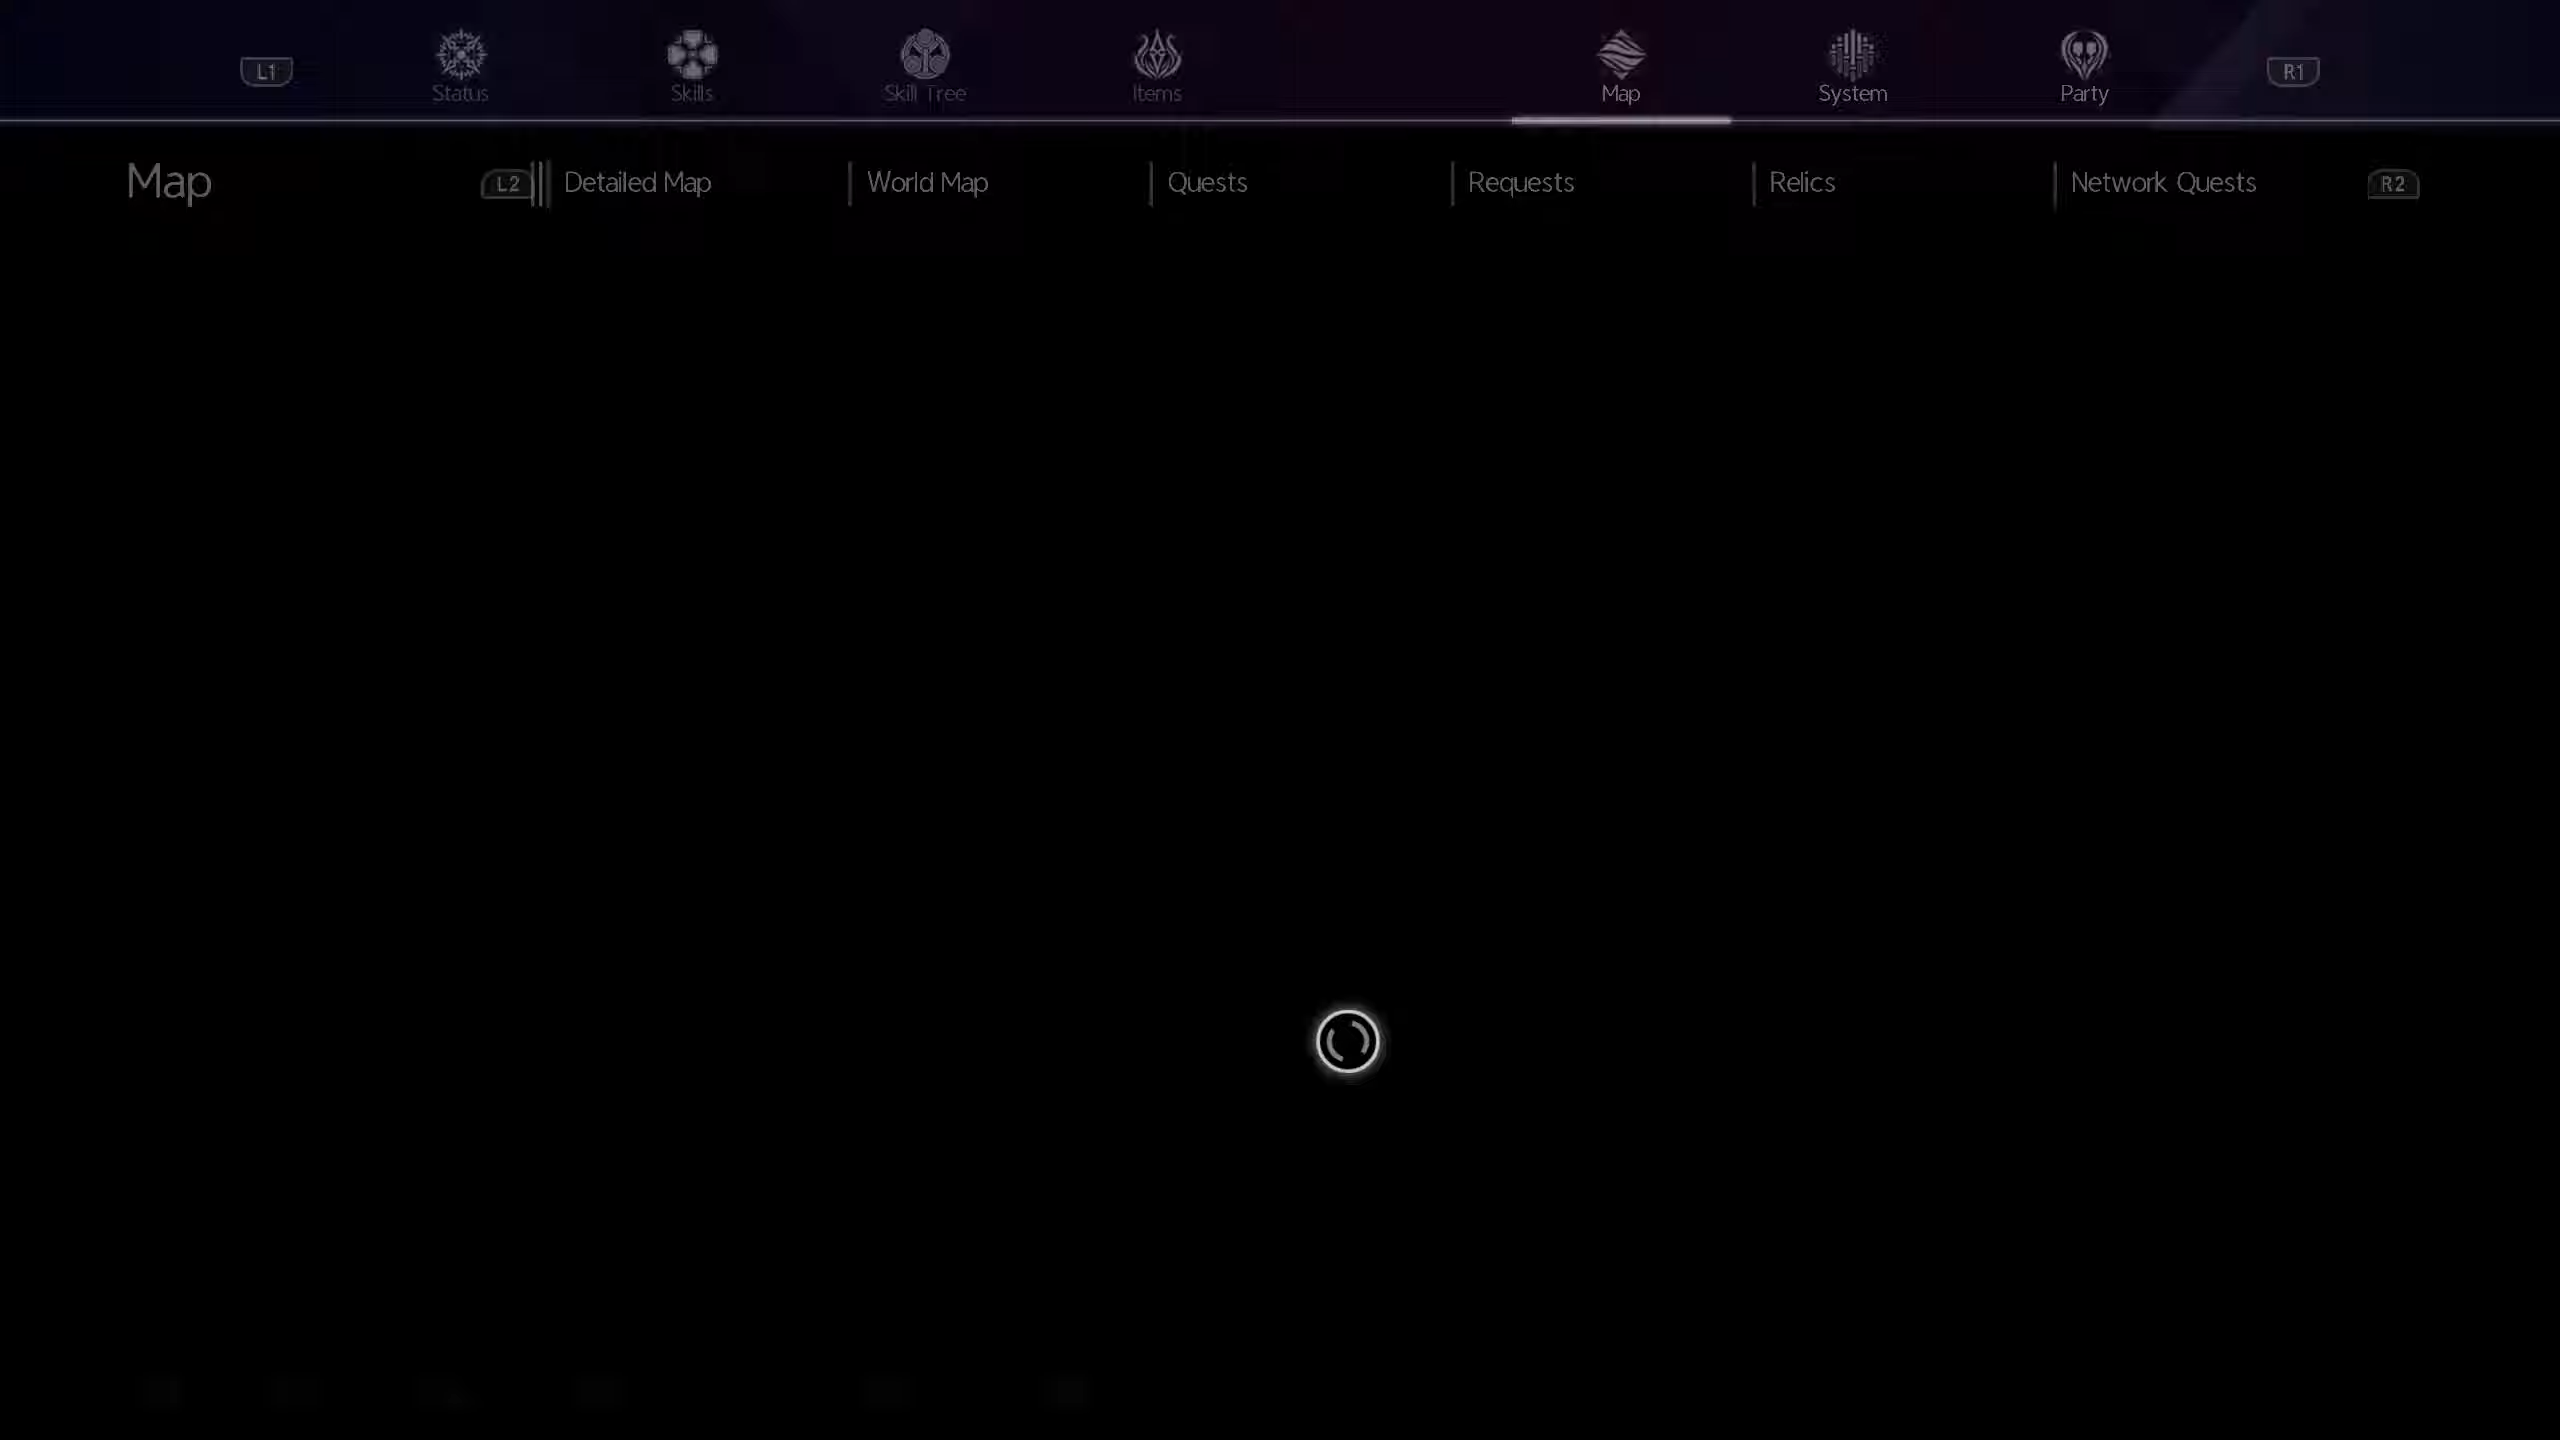 L1 Status Skills Skill Tree Items Map System Party R1
Map L2 Detailed Map World Map Quests Requests Relics Network Quests R2